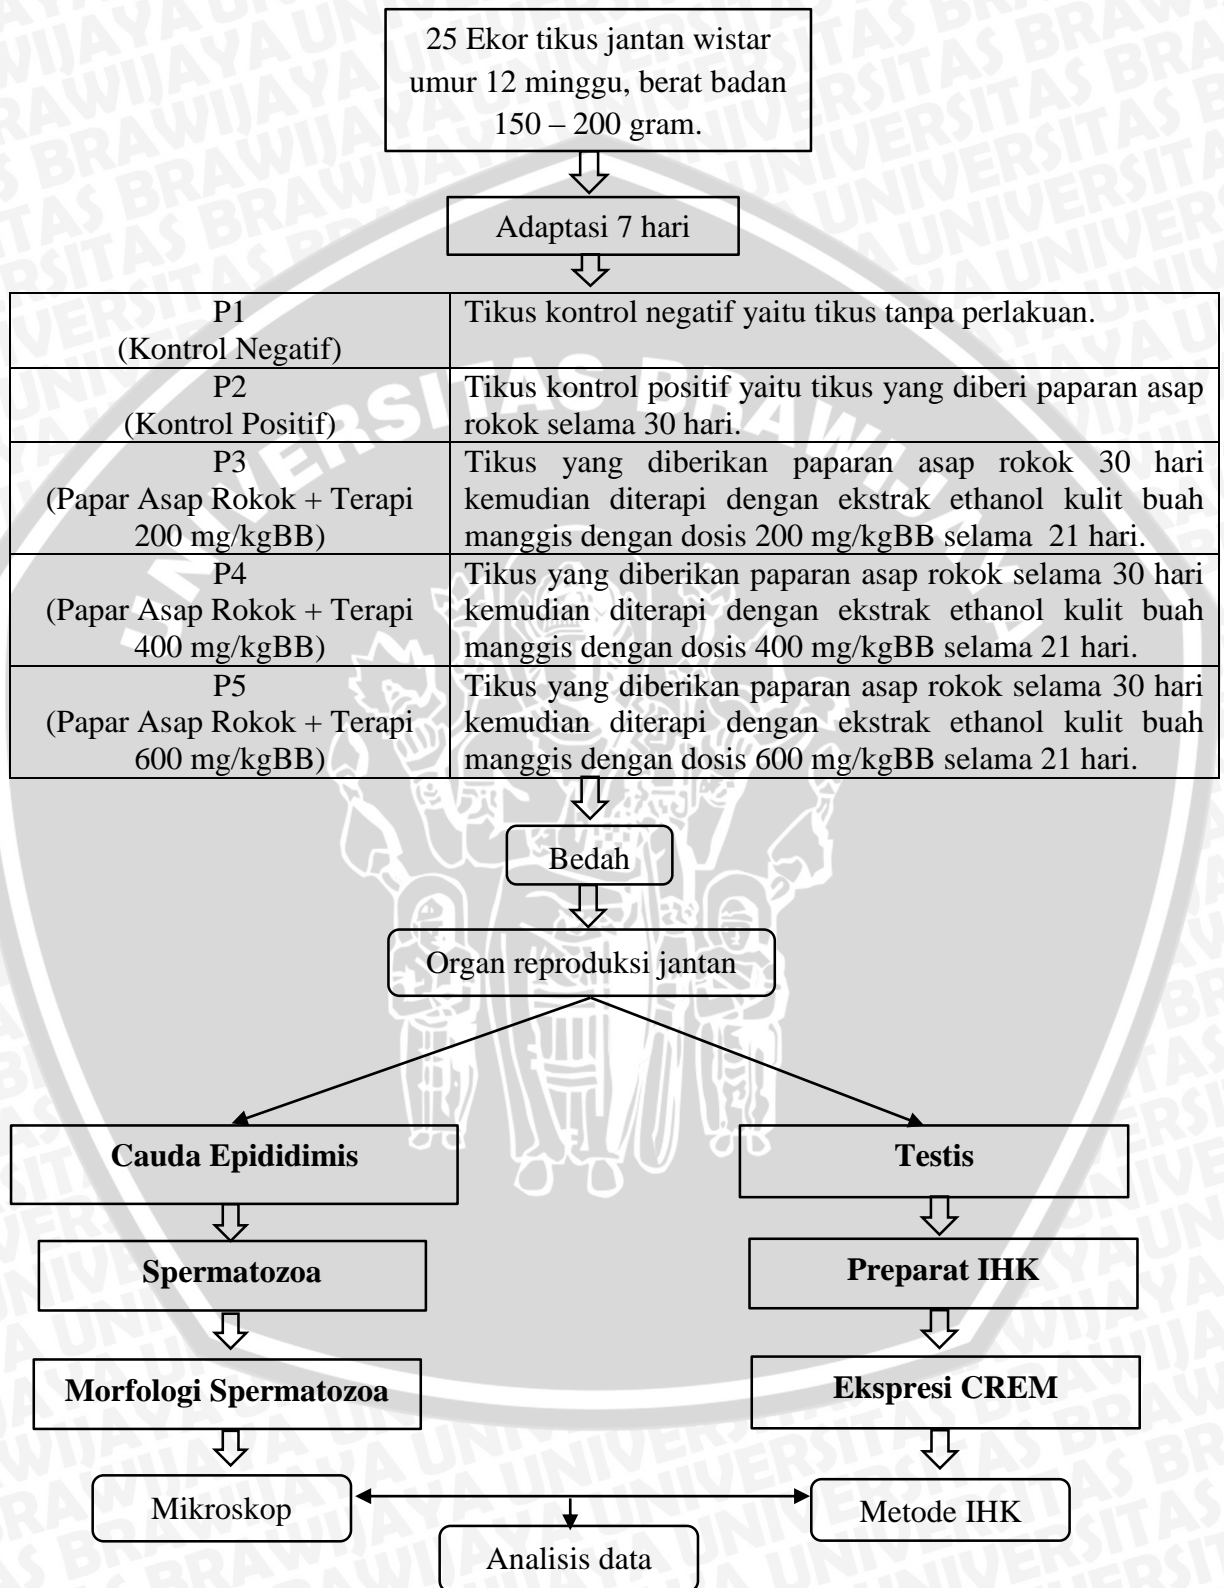 25 Ekor tikus jantan wistar
umur 12 minggu, berat badan
150 – 200 gram.
Adaptasi 7 hari
P1
(Kontrol Negatif)
Tikus kontrol negatif yaitu tikus tanpa perlakuan.
P2
(Kontrol Positif)
Tikus kontrol positif yaitu tikus yang diberi paparan asap
rokok selama 30 hari.
P3
(Papar Asap Rokok + Terapi
200 mg/kgBB)
Tikus yang diberikan paparan asap rokok 30 hari
kemudian diterapi dengan ekstrak ethanol kulit buah
manggis dengan dosis 200 mg/kgBB selama 21 hari.
P4
(Papar Asap Rokok + Terapi
400 mg/kgBB)
Tikus yang diberikan paparan asap rokok selama 30 hari
kemudian diterapi dengan ekstrak ethanol kulit buah
manggis dengan dosis 400 mg/kgBB selama 21 hari.
P5
(Papar Asap Rokok + Terapi
600 mg/kgBB)
Tikus yang diberikan paparan asap rokok selama 30 hari
kemudian diterapi dengan ekstrak ethanol kulit buah
manggis dengan dosis 600 mg/kgBB selama 21 hari.
UNIVERSITAS BRAWIJAYA
Bedah
Organ reproduksi jantan
Cauda Epididimis
Testis
Spermatozoa
Preparat IHK
Morfologi Spermatozoa
Ekspresi CREM
Mikroskop
Metode IHK
Analisis data